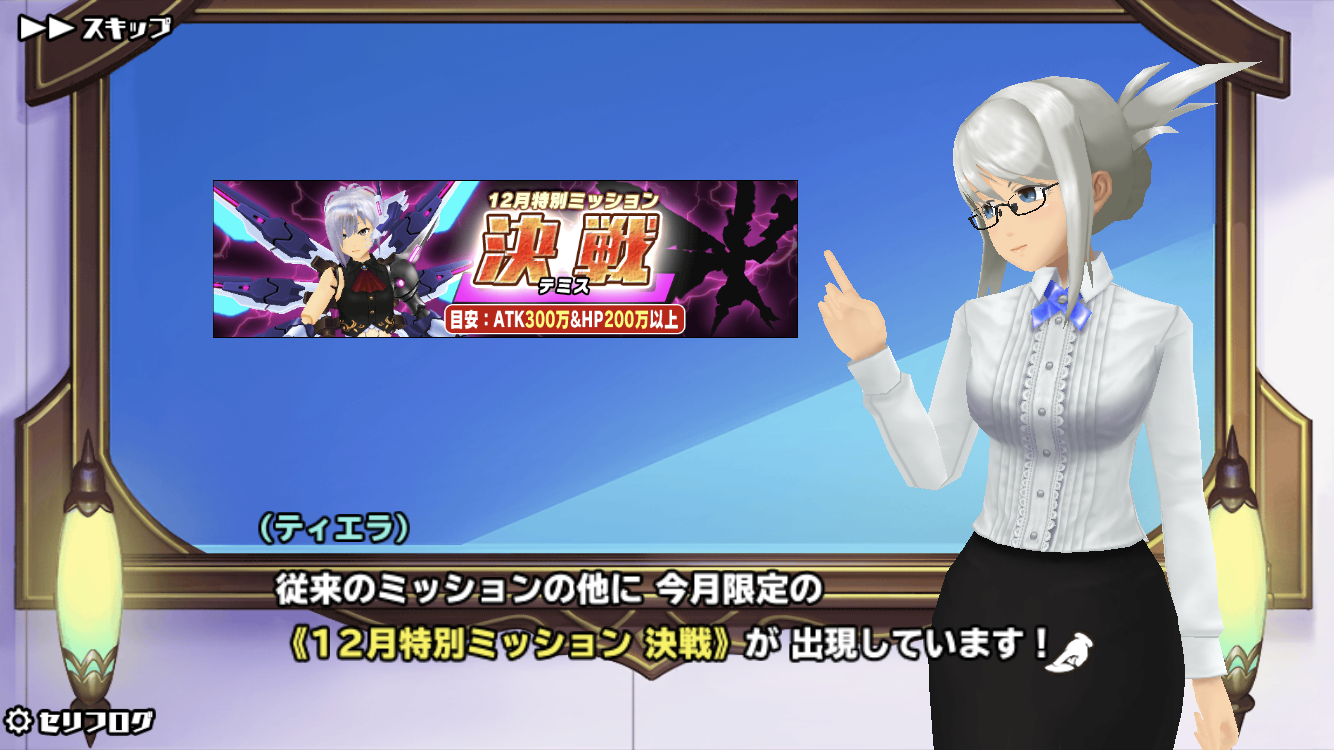 スキップ
12月特別ミッション
決戦
テミス
目安：ATK300万&HP200万以上
（ティエラ）
従来のミッションの他に 今月限定の
《１２月特別ミッション 決戦》が 出現しています！
セリフログ